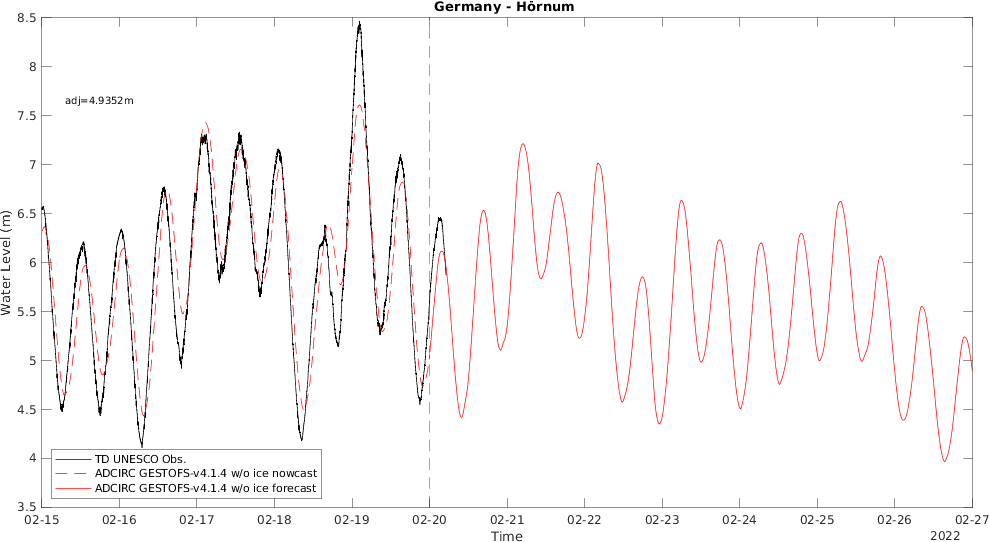 Germany - Hörnum
8.5
8
7.5
7
6.5
6
5.5
5
4.5
4
3.5
Water Level (m)
adj=4.9352m
TD UNESCO Obs.
ADCIRC GESTOFS-v4.1.4 w/o ice nowcast
ADCIRC GESTOFS-v4.1.4 w/o ice forecast
02-15 02-16 02-17 02-18 02-19 02-20 02-21 02-22 02-23 02-24 02-25 02-26 02-27
Time 2022